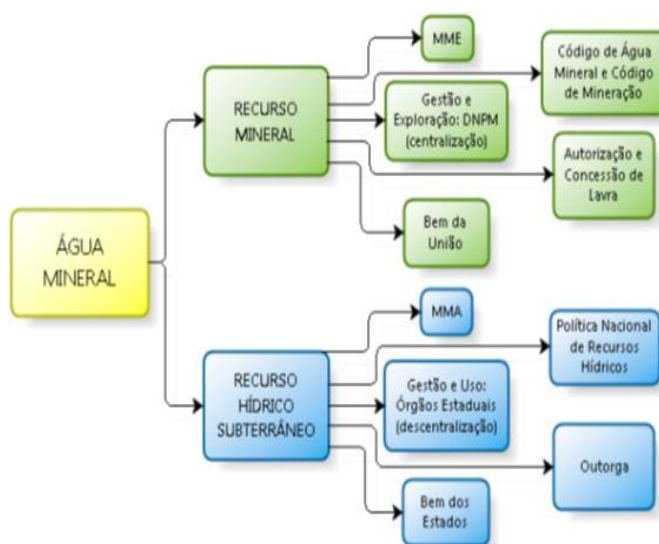 MME
Código de Água
Mineral e Código
de Mineração
RECURSO
MINERAL
Gestão e
Exploração: DNPM
(centralização)
Autorização e
Concessão de
Lavra
Bem da
União
ÁGUA
MINERAL
MMA
Política Nacional
de Recursos
Hídricos
RECURSO
HÍDRICO
SUBTERRÂNEO
Gestão e Uso:
Órgãos Estaduais
(descentralização)
Outorga
Bem dos
Estados